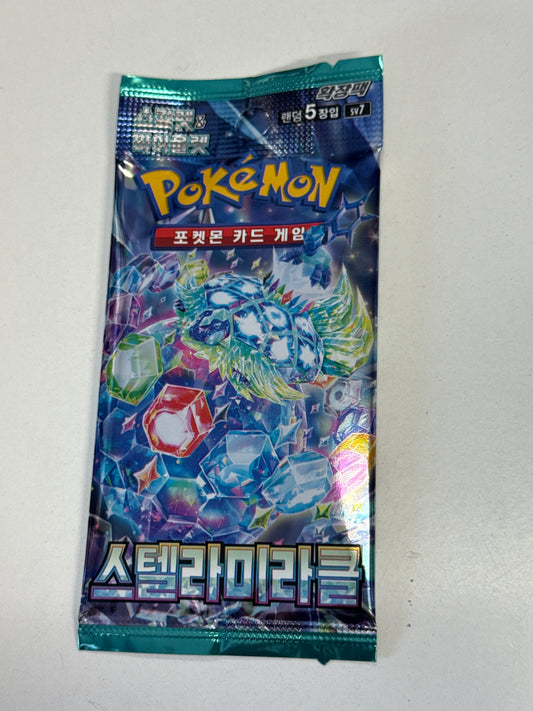 스칼렛&
바이올렛
확장팩
랜덤 5장입 SV7
POKéMON
포켓몬 카드 게임
스텔라미라클